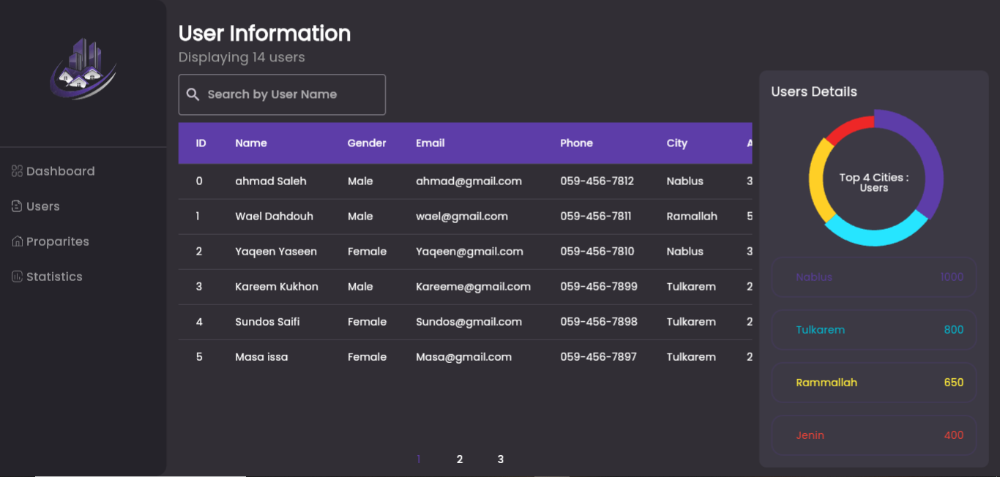 User Information
Displaying 14 users
Search by User Name
Dashboard
Users
Proparites
Statistics
ID Name Gender Email Phone City A
0 ahmad Saleh Male ahmad@gmail.com 059-456-7812 Nablus 3
1 Wael Dahdouh Male wael@gmail.com 059-456-7811 Ramallah 5
2 Yaqeen Yaseen Female Yaqeen@gmail.com 059-456-7810 Nablus 3
3 Kareem Kukhon Male Kareeme@gmail.com 059-456-7899 Tulkarem 2
4 Sundos Saifi Female Sundos@gmail.com 059-456-7898 Tulkarem 2
5 Masa issa Female Masa@gmail.com 059-456-7897 Tulkarem 2
1 2 3
Users Details
Top 4 Cities :
Users
Nablus 1000
Tulkarem 800
Rammallah 650
Jenin 400